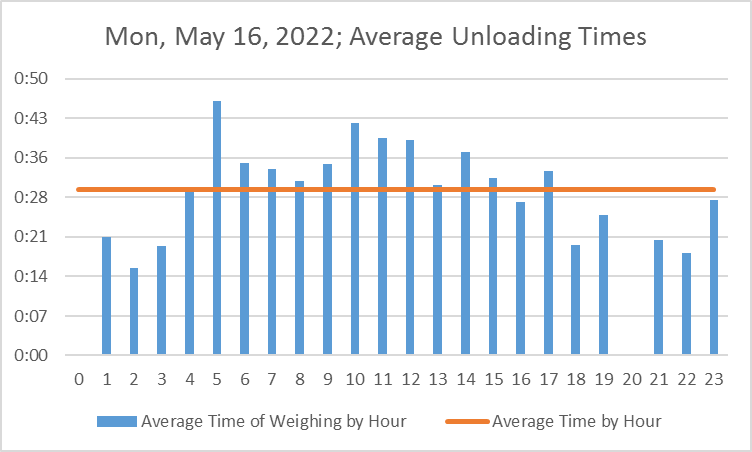 Mon, May 16, 2022; Average Unloading Times
0:50
0:43
0:36
0:28
0:21
0:14
0:07
0:00
0 1 2 3 4 5 6 7 8 9 10 11 12 13 14 15 16 17 18 19 20 21 22 23
Average Time of Weighing by Hour Average Time by Hour